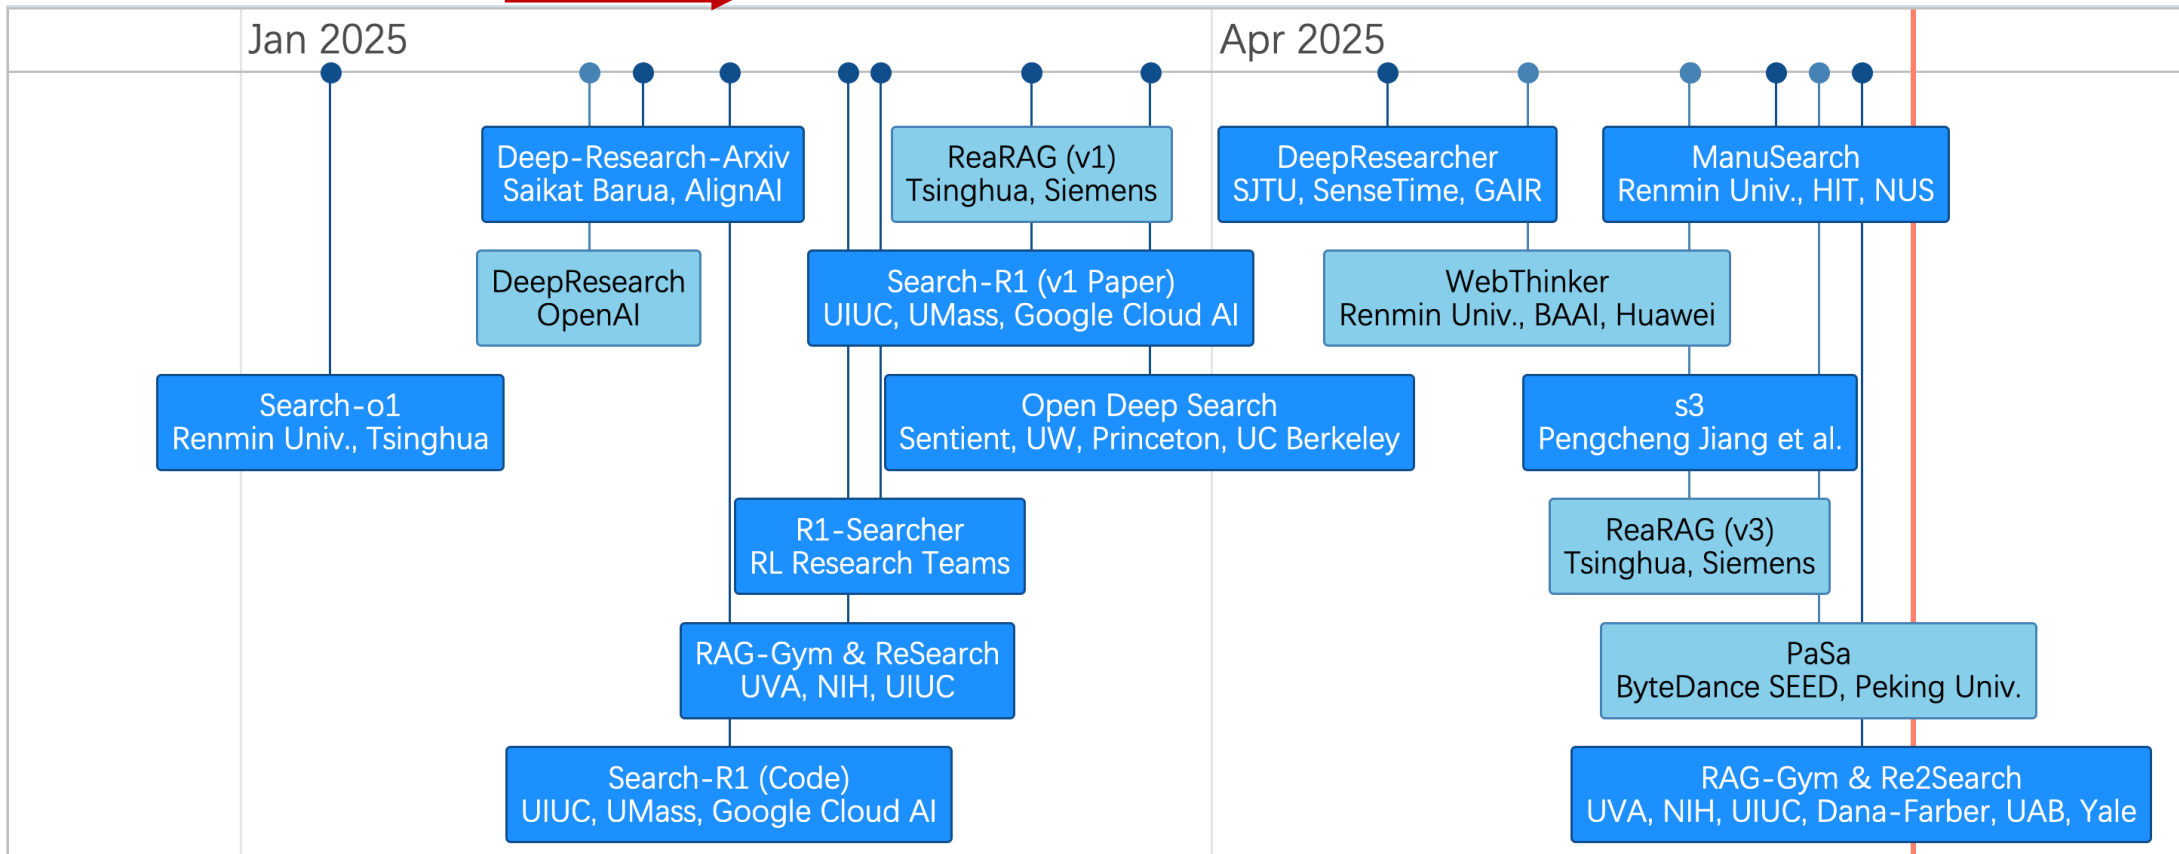 Jan 2025
Apr 2025
Deep-Research-Arxiv
Saikat Barua, AlignAI
ReaRAG (v1)
Tsinghua, Siemens
DeepResearcher
SJTU, SenseTime, GAIR
ManuSearch
Renmin Univ., HIT, NUS
DeepResearch
OpenAI
Search-R1 (v1 Paper)
UIUC, UMass, Google Cloud AI
WebThinker
Renmin Univ., BAAI, Huawei
Search-o1
Renmin Univ., Tsinghua
Open Deep Search
Sentient, UW, Princeton, UC Berkeley
s3
Pengcheng Jiang et al.
R1-Searcher
RL Research Teams
ReaRAG (v3)
Tsinghua, Siemens
RAG-Gym & ReSearch
UVA, NIH, UIUC
PaSa
ByteDance SEED, Peking Univ.
Search-R1 (Code)
UIUC, UMass, Google Cloud AI
RAG-Gym & Re2Search
UVA, NIH, UIUC, Dana-Farber, UAB, Yale